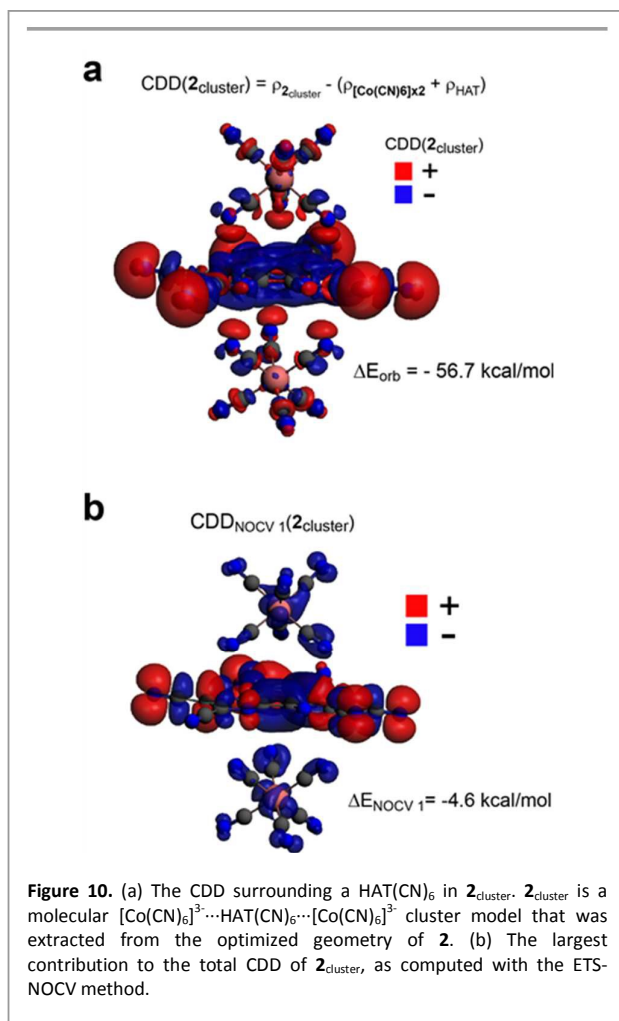 a
CDD(2cluster) = ρ2cluster - (ρ[Co(CN)6]x2 + ρHAT)
CDD(2cluster)
+
-
ΔEorb = - 56.7 kcal/mol
b
CDDNOCV 1(2cluster)
+
-
ΔENOCV 1= -4.6 kcal/mol
Figure 10. (a) The CDD surrounding a HAT(CN)6 in 2cluster. 2cluster is a
molecular [Co(CN)6]3-···HAT(CN)6···[Co(CN)6]3- cluster model that was
extracted from the optimized geometry of 2. (b) The largest
contribution to the total CDD of 2cluster, as computed with the ETS-
NOCV method.